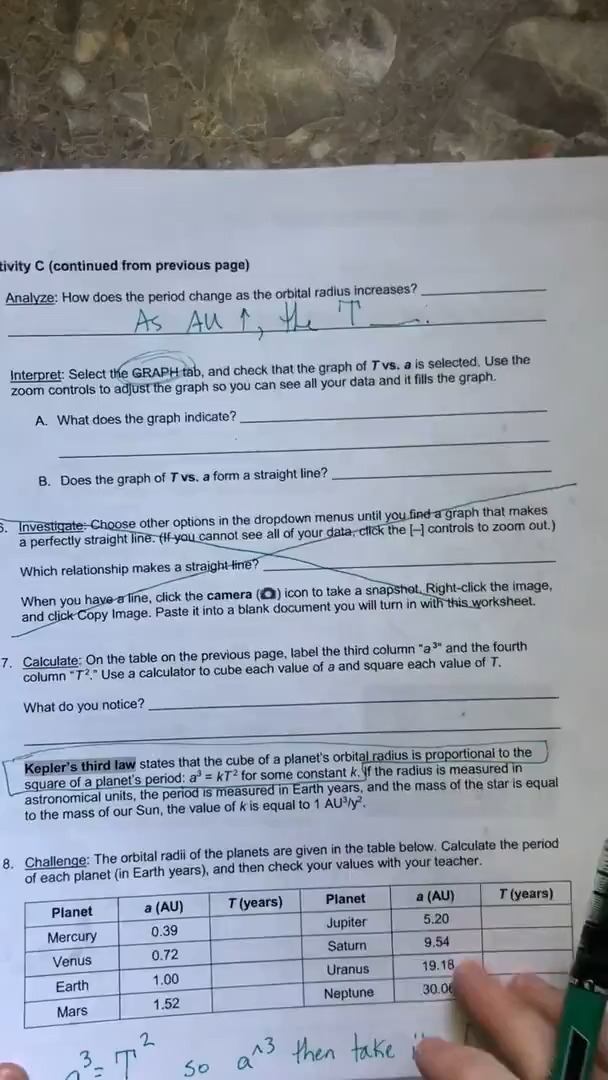 tivity C (continued from previous page)
Analyze: How does the period change as the orbital radius increases?
As AU ↑, the T ___.
Interpret: Select the GRAPH tab, and check that the graph of T vs. a is selected. Use the
zoom controls to adjust the graph so you can see all your data and it fills the graph.
A. What does the graph indicate?
B. Does the graph of T vs. a form a straight line?
6. Investigate: Choose other options in the dropdown menus until you find a graph that makes
a perfectly straight line. (If you cannot see all of your data, click the [–] controls to zoom out.)
Which relationship makes a straight line?
When you have a line, click the camera () icon to take a snapshot. Right-click the image,
and click Copy Image. Paste it into a blank document you will turn in with this worksheet.
7. Calculate: On the table on the previous page, label the third column "a³" and the fourth
column "T²." Use a calculator to cube each value of a and square each value of T.
What do you notice?
Kepler's third law states that the cube of a planet's orbital radius is proportional to the
square of a planet's period: a³ = kT² for some constant k. If the radius is measured in
astronomical units, the period is measured in Earth years, and the mass of the star is equal
to the mass of our Sun, the value of k is equal to 1 AU³/y².
8. Challenge: The orbital radii of the planets are given in the table below. Calculate the period
of each planet (in Earth years), and then check your values with your teacher.
Planet a (AU) T (years) Planet a (AU) T (years)
Mercury 0.39 Jupiter 5.20
Venus 0.72 Saturn 9.54
Earth 1.00 Uranus 19.18
Mars 1.52 Neptune 30.06
a³ = T² so a^3 then take